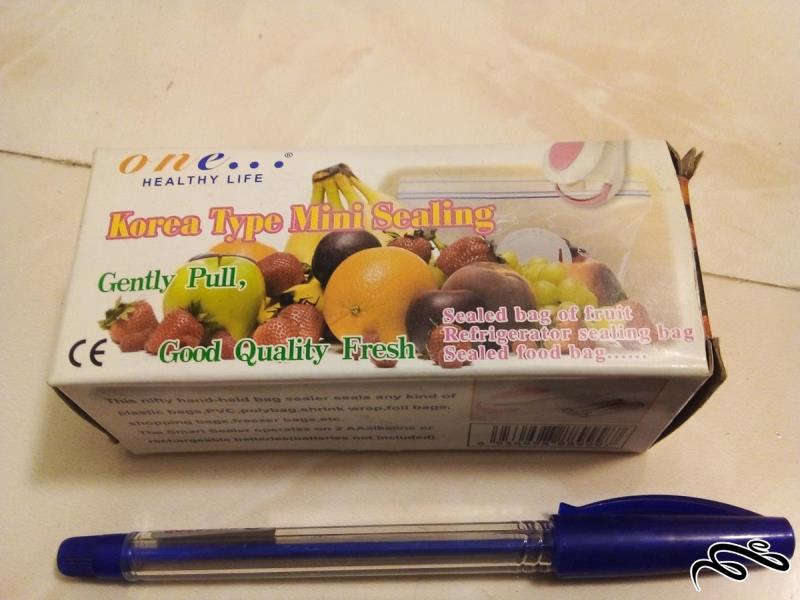 one...®
HEALTHY LIFE
Korea Type Mini Sealing
Gently Pull,
Sealed bag of fruit
Refrigerator sealing bag
Good Quality Fresh
Sealed food bag......
CE
This nifty hand-held bag sealer seals any kind of
plastic bags,PVC,polybag,shrink wrap,foil bags,
shopping bags,freezer bags,etc.
The Smart Sealer operates on 2 AAalkaline or
rechargeable batteries(batteries not included)